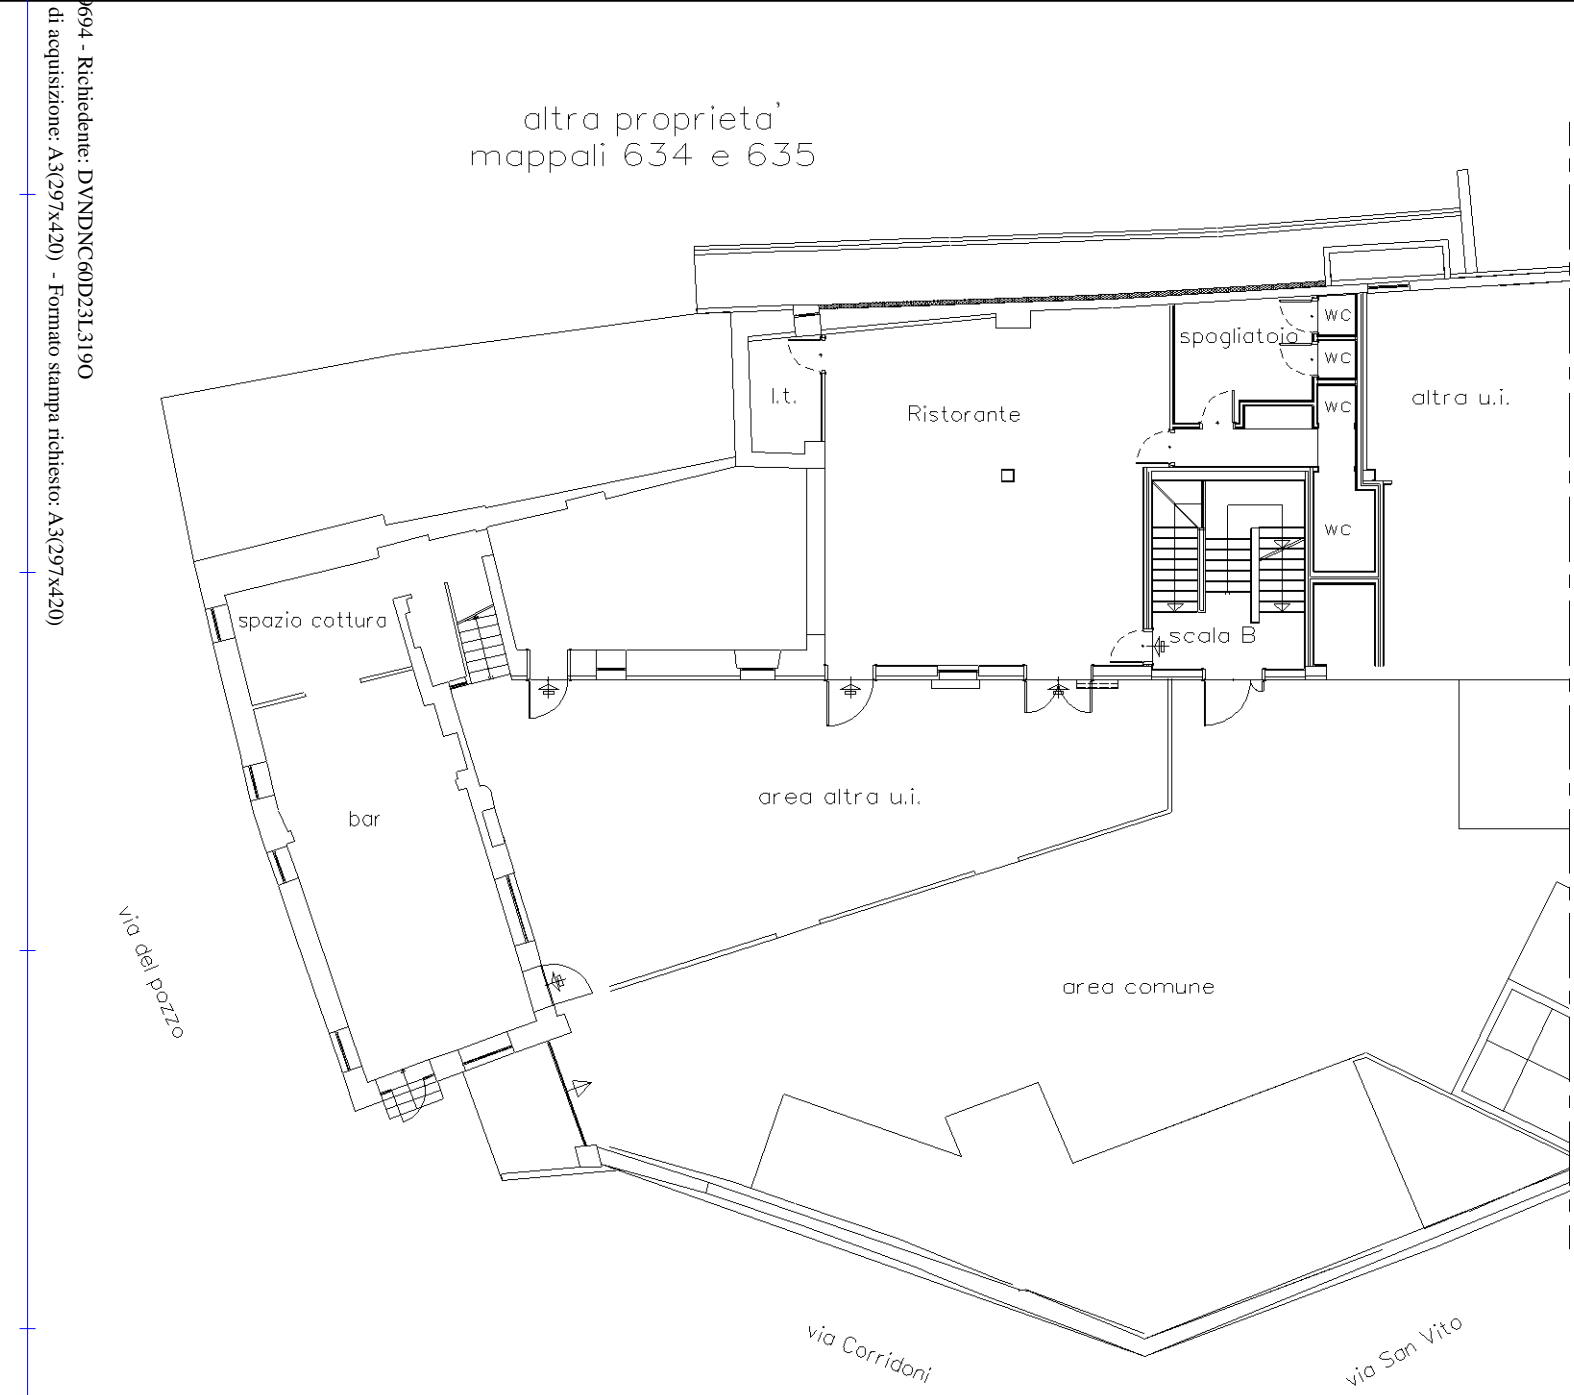 9694 - Richiedente: DVNDNC60D23L319O
di acquisizione: A3(297x420) - Formato stampa richiesto: A3(297x420)
altra proprieta'
mappali 634 e 635
spogliatoio
wc
wc
wc
l.t.
Ristorante
altra u.i.
wc
spazio cottura
scala B
area altra u.i.
bar
via del pozzo
area comune
via Corridoni
via San Vito